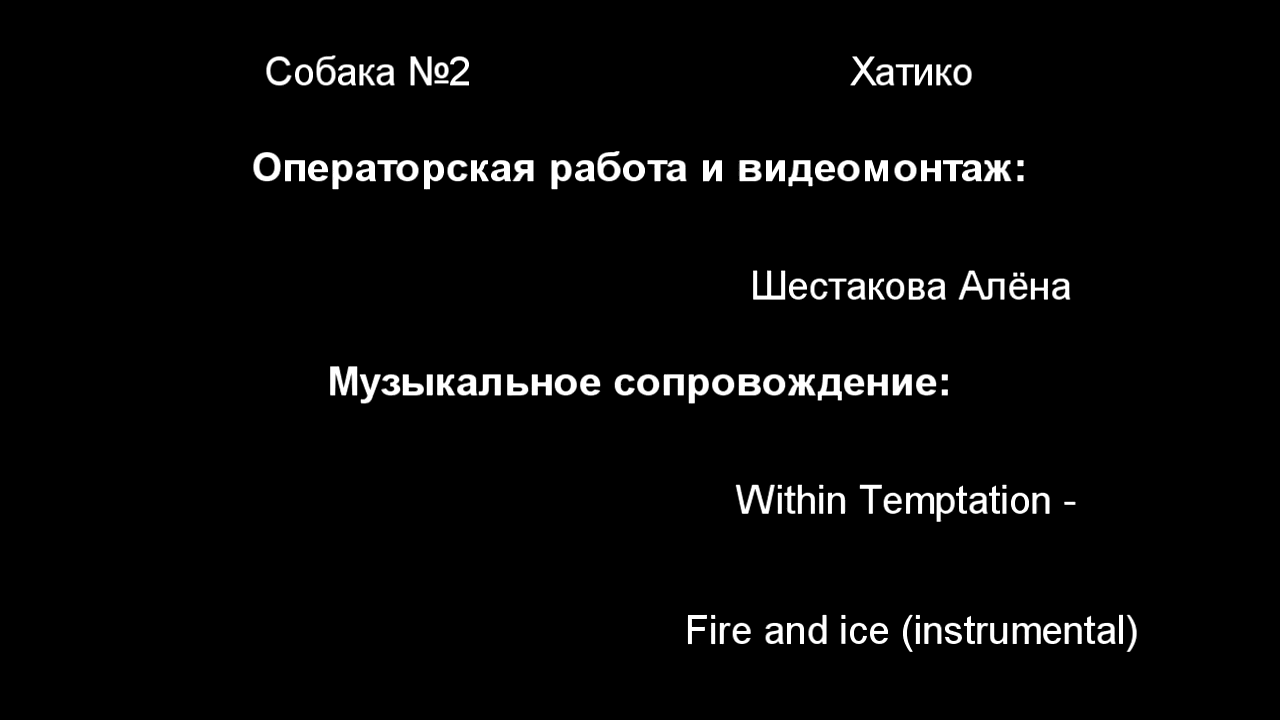 Собака №2 Хатико
Операторская работа и видеомонтаж:
Шестакова Алёна
Музыкальное сопровождение:
Within Temptation -
Fire and ice (instrumental)